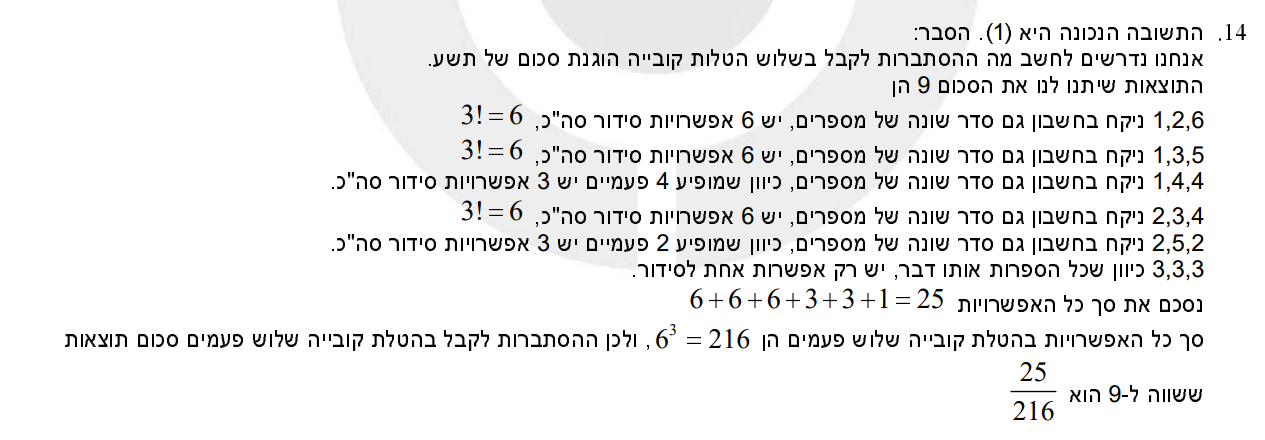 14. התשובה הנכונה היא (1). הסבר:
אנחנו נדרשים לחשב מה ההסתברות לקבל בשלוש הטלות קובייה הוגנת סכום של תשע.
התוצאות שיתנו לנו את הסכום 9 הן
1,2,6 ניקח בחשבון גם סדר שונה של מספרים, יש 6 אפשרויות סידור סה"כ, 3! = 6
1,3,5 ניקח בחשבון גם סדר שונה של מספרים, יש 6 אפשרויות סידור סה"כ, 3! = 6
1,4,4 ניקח בחשבון גם סדר שונה של מספרים, כיוון שמופיע 4 פעמיים יש 3 אפשרויות סידור סה"כ.
2,3,4 ניקח בחשבון גם סדר שונה של מספרים, יש 6 אפשרויות סידור סה"כ, 3! = 6
2,5,2 ניקח בחשבון גם סדר שונה של מספרים, כיוון שמופיע 2 פעמיים יש 3 אפשרויות סידור סה"כ.
3,3,3 כיוון שכל הספרות אותו דבר, יש רק אפשרות אחת לסידור.
נסכם את סך כל האפשרויות 6+6+6+3+3+1=25
סך כל האפשרויות בהטלת קובייה שלוש פעמים הן 6³ = 216, ולכן ההסתברות לקבל בהטלת קובייה שלוש פעמים סכום תוצאות
ששווה ל-9 הוא 25/216